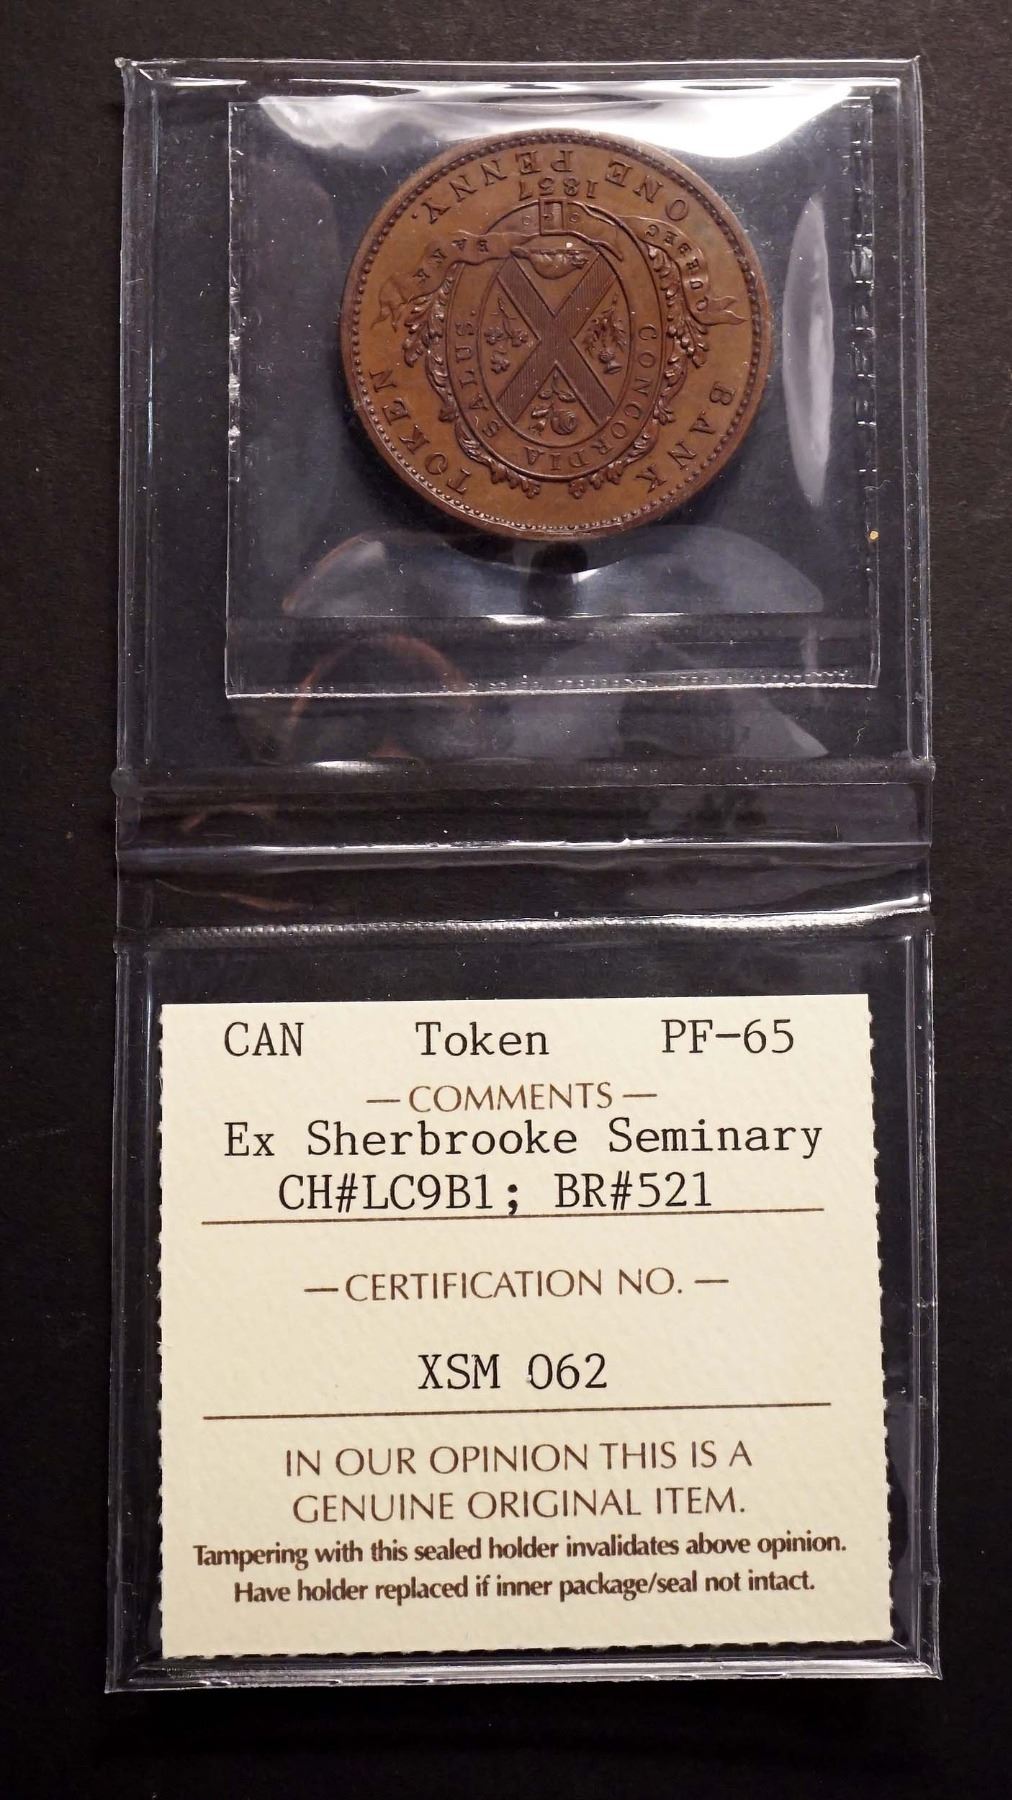 BANK TOKEN
ONE PENNY.
1837
CONCORDIA SALUS.
QUEBEC BANK
CAN Token PF-65
— COMMENTS —
Ex Sherbrooke Seminary
CH#LC9B1; BR#521
— CERTIFICATION NO. —
XSM 062
IN OUR OPINION THIS IS A
GENUINE ORIGINAL ITEM.
Tampering with this sealed holder invalidates above opinion.
Have holder replaced if inner package/seal not intact.